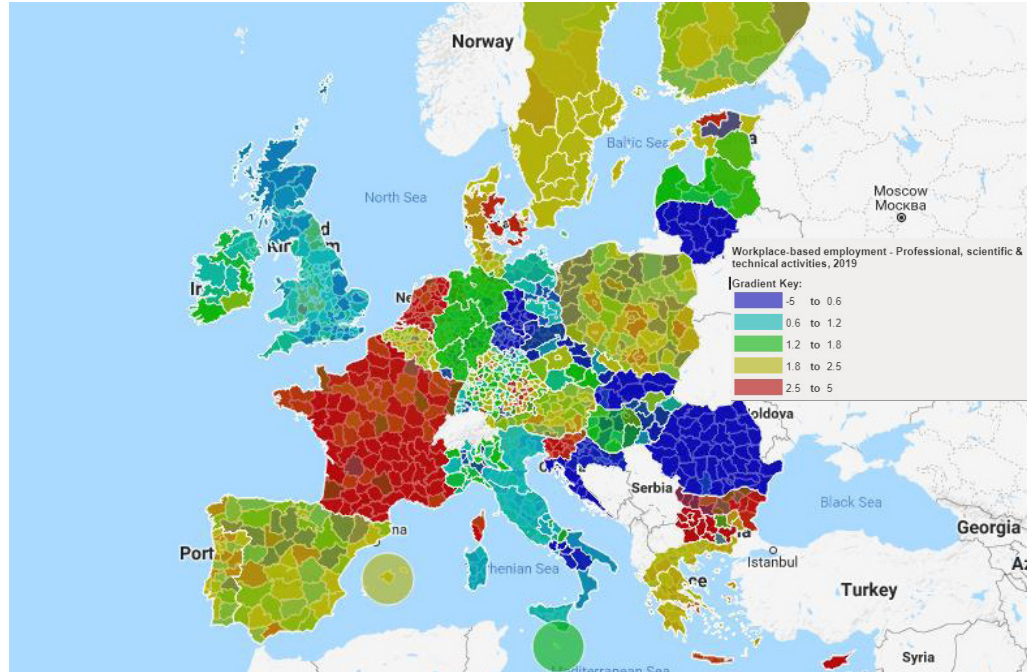 Norway
Baltic Sea
North Sea
Moscow
Москва
Workplace-based employment - Professional, scientific &
technical activities, 2019
Gradient Key:
-5 to 0.6
0.6 to 1.2
1.2 to 1.8
1.8 to 2.5
2.5 to 5
Serbia
Black Sea
Georgia
Istanbul
Turkey
Syria
Mediterranean Sea